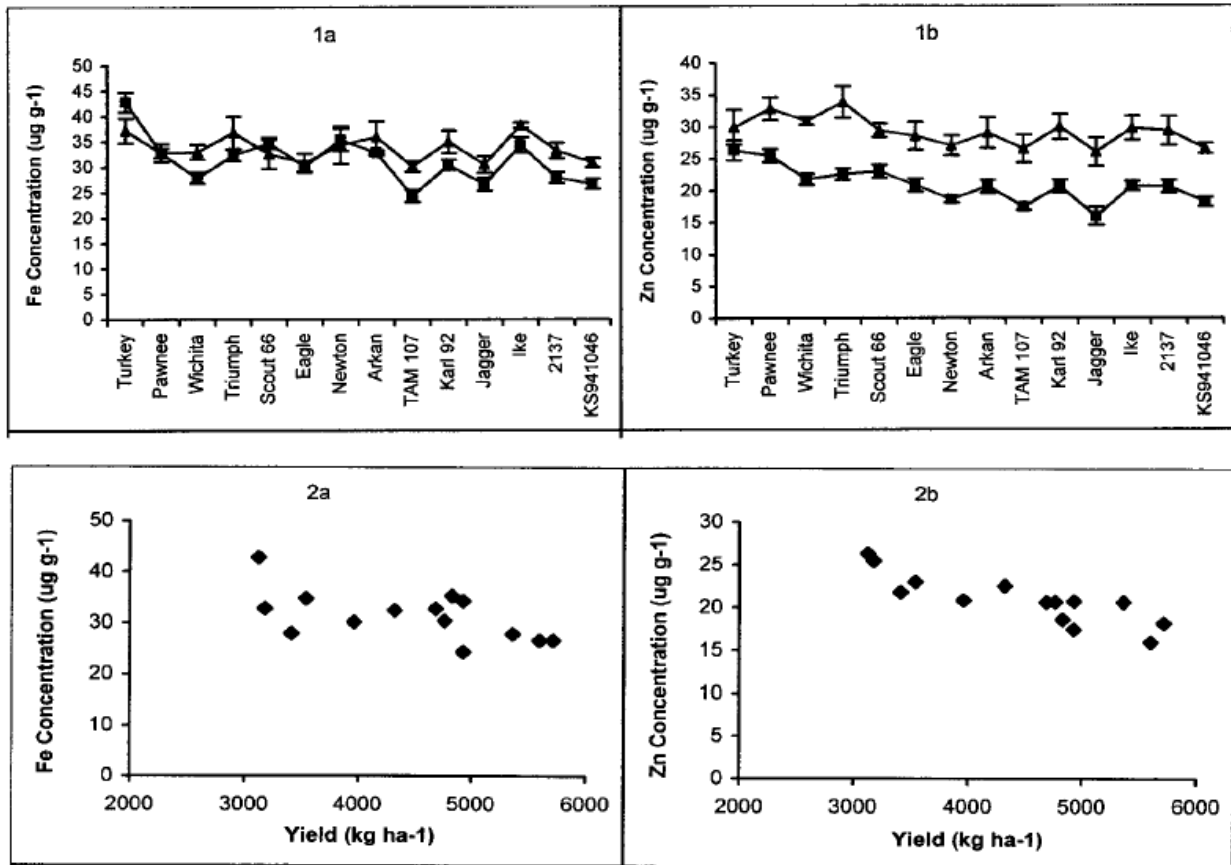 1a
Fe Concentration (ug g-1)
50
45
40
35
30
25
20
15
10
5
0
Turkey
Pawnee
Wichita
Triumph
Scout 66
Eagle
Newton
Arkan
TAM 107
Karl 92
Jagger
Ike
2137
KS941046
1b
Zn Concentration (ug g-1)
40
35
30
25
20
15
10
5
0
Turkey
Pawnee
Wichita
Triumph
Scout 66
Eagle
Newton
Arkan
TAM 107
Karl 92
Jagger
Ike
2137
KS941046
2a
Fe Concentration (ug g-1)
50
40
30
20
10
0
2000 3000 4000 5000 6000
Yield (kg ha-1)
2b
Zn Concentration (ug g-1)
30
25
20
15
10
5
0
2000 3000 4000 5000 6000
Yield (kg ha-1)